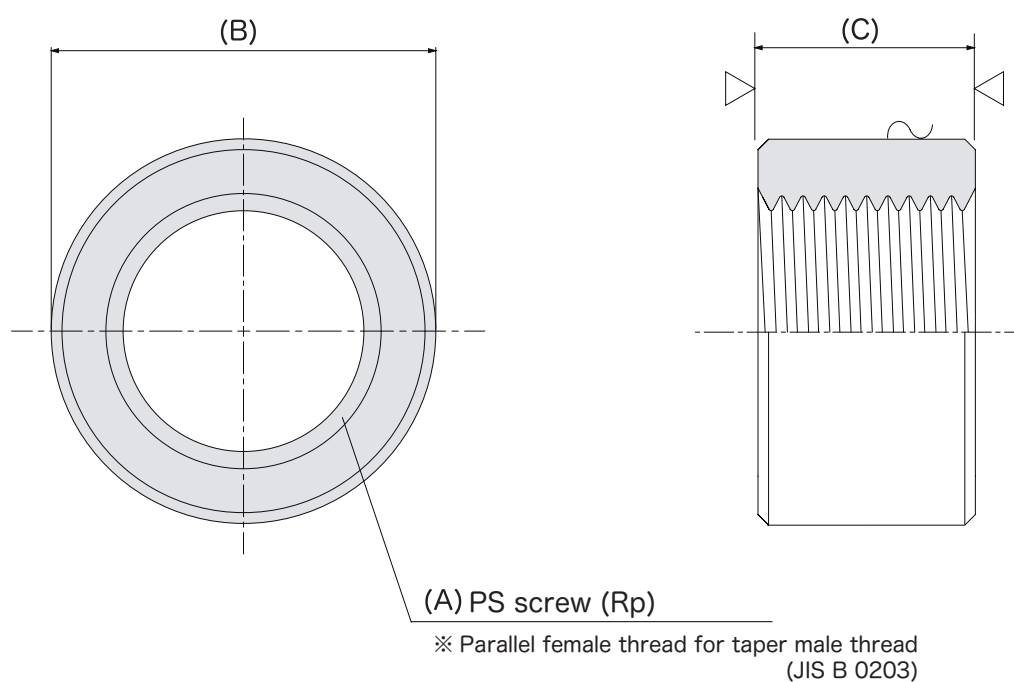 (B)
(C)
(A) PS screw (Rp)
※ Parallel female thread for taper male thread
(JIS B 0203)